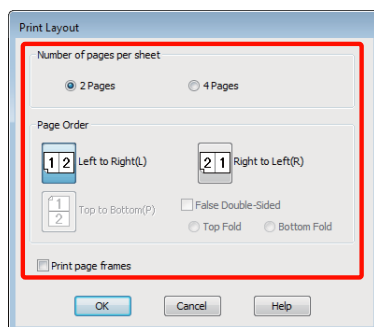 Print Layout
Number of pages per sheet
2 Pages 4 Pages
Page Order
1 2 Left to Right(L) 2 1 Right to Left(R)
1 2 Top to Bottom(P) False Double-Sided
Top Fold Bottom Fold
Print page frames
OK Cancel Help